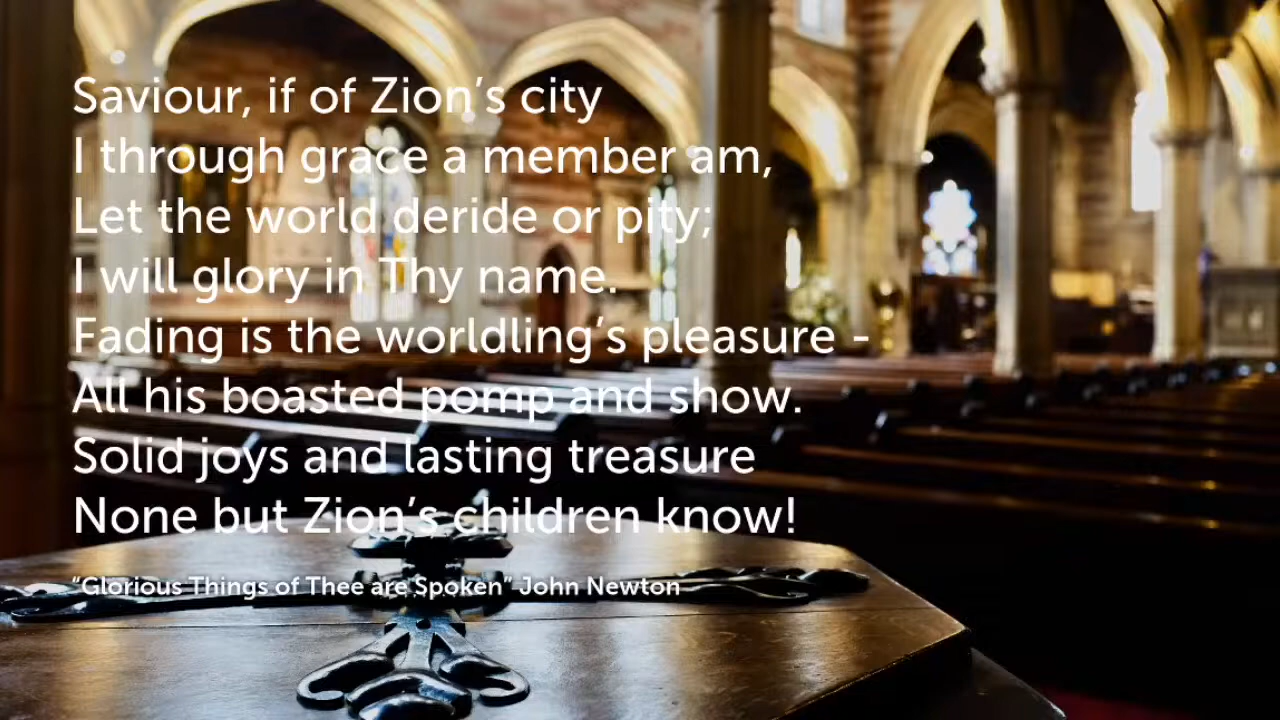 Saviour, if of Zion’s city
I through grace a member am,
Let the world deride or pity;
I will glory in Thy name.
Fading is the worldling’s pleasure -
All his boasted pomp and show.
Solid joys and lasting treasure
None but Zion’s children know!
“Glorious Things of Thee are Spoken” John Newton